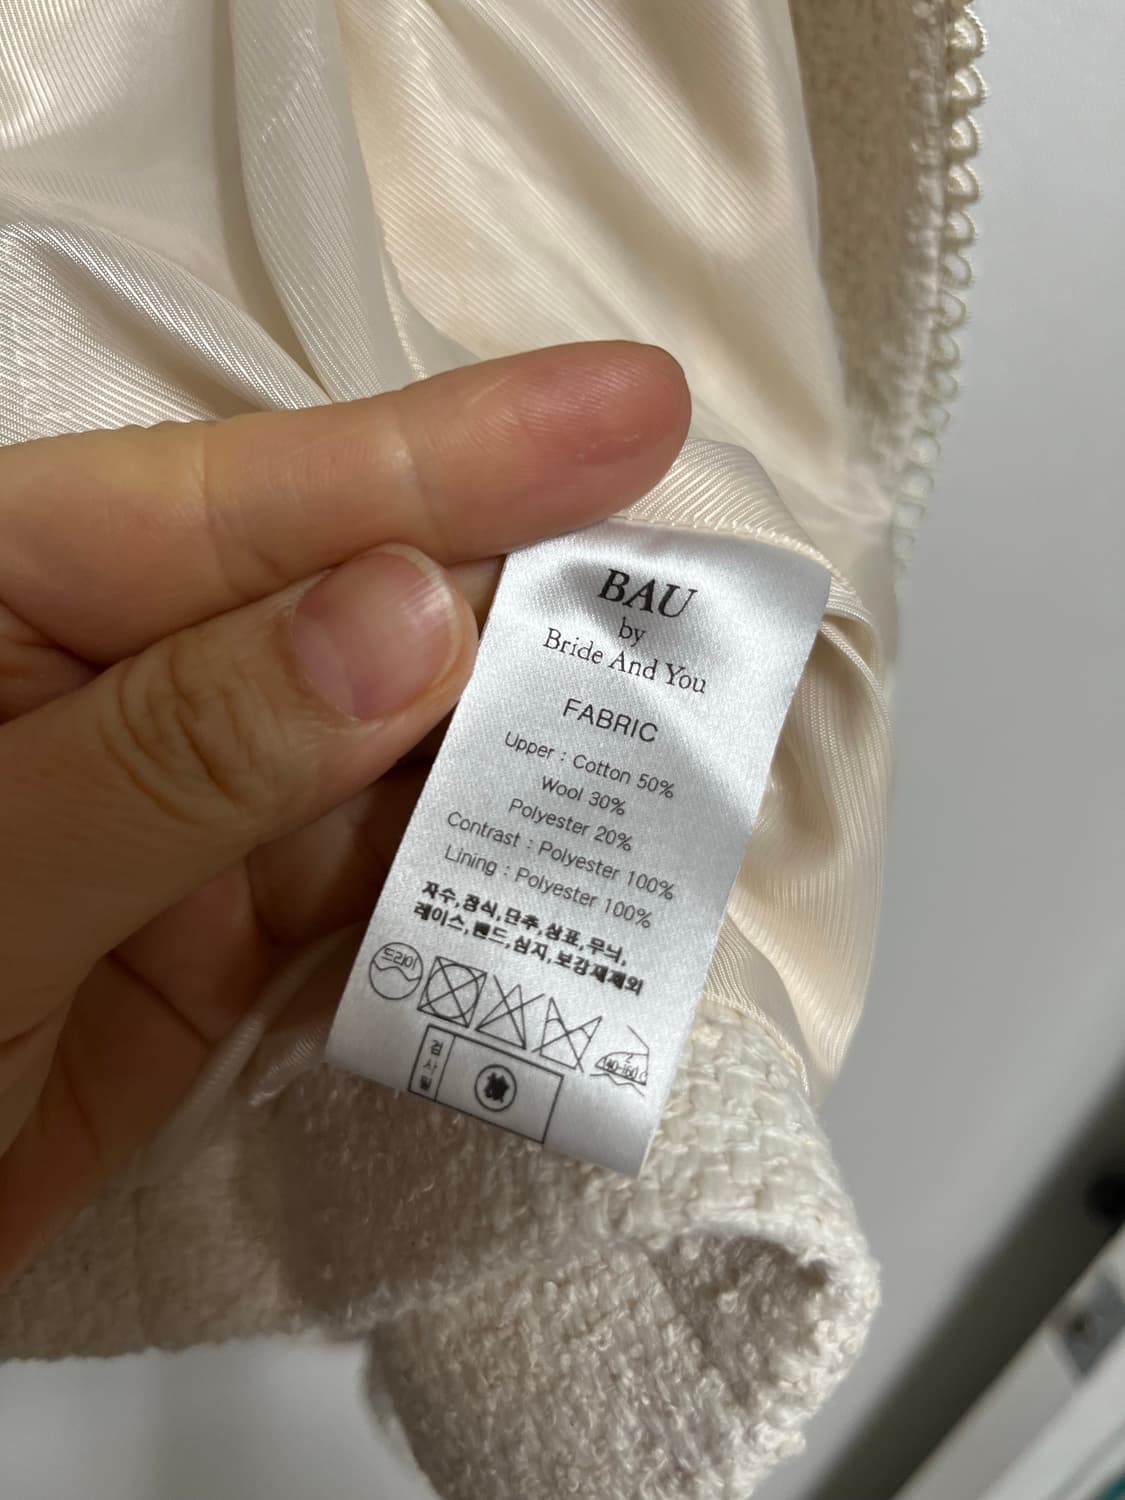 BAU
by
Bride And You
FABRIC
Upper : Cotton 50%
Wool 30%
Polyester 20%
Contrast : Polyester 100%
Lining : Polyester 100%
자수,장식,단추,상표,무늬,
레이스,밴드,심지,보강재제외
드라이
140-160℃
검사필